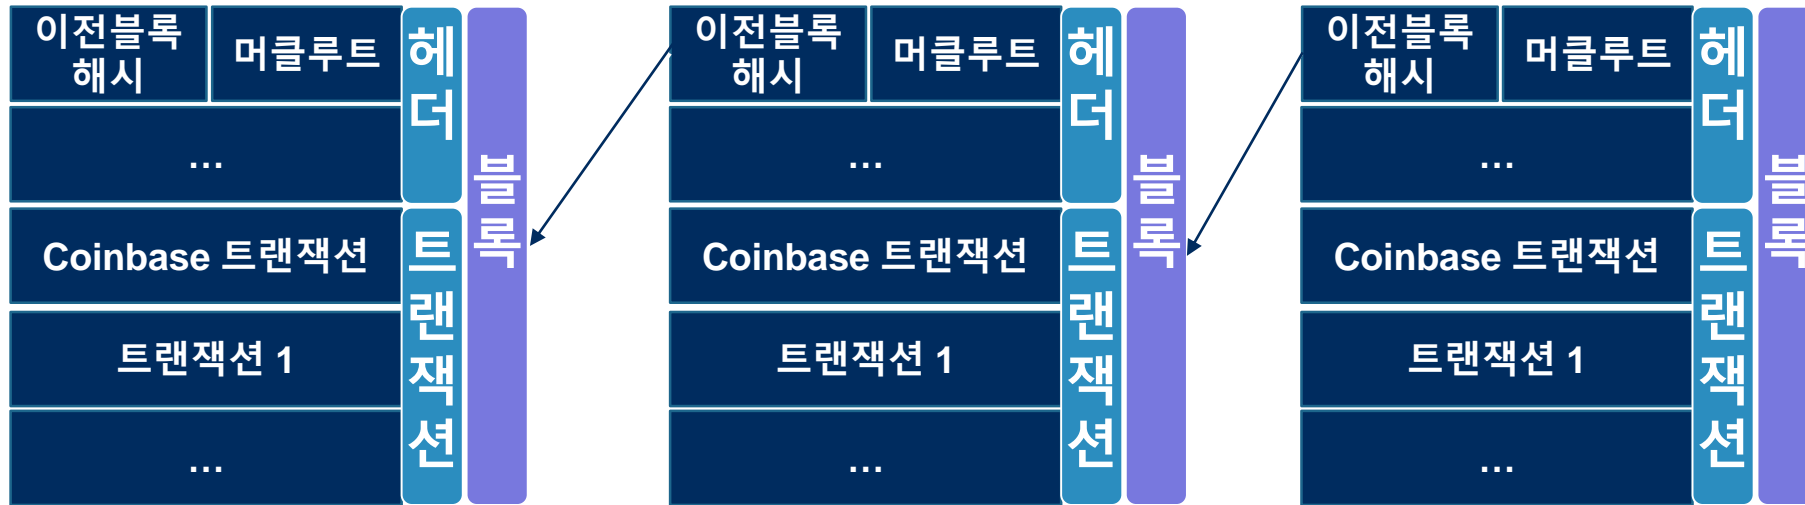 이전블록
해시
머클루트
...
헤더
Coinbase 트랜잭션
트랜잭션 1
...
트랜잭션
블록
이전블록
해시
머클루트
...
헤더
Coinbase 트랜잭션
트랜잭션 1
...
트랜잭션
블록
이전블록
해시
머클루트
...
헤더
Coinbase 트랜잭션
트랜잭션 1
...
트랜잭션
블록